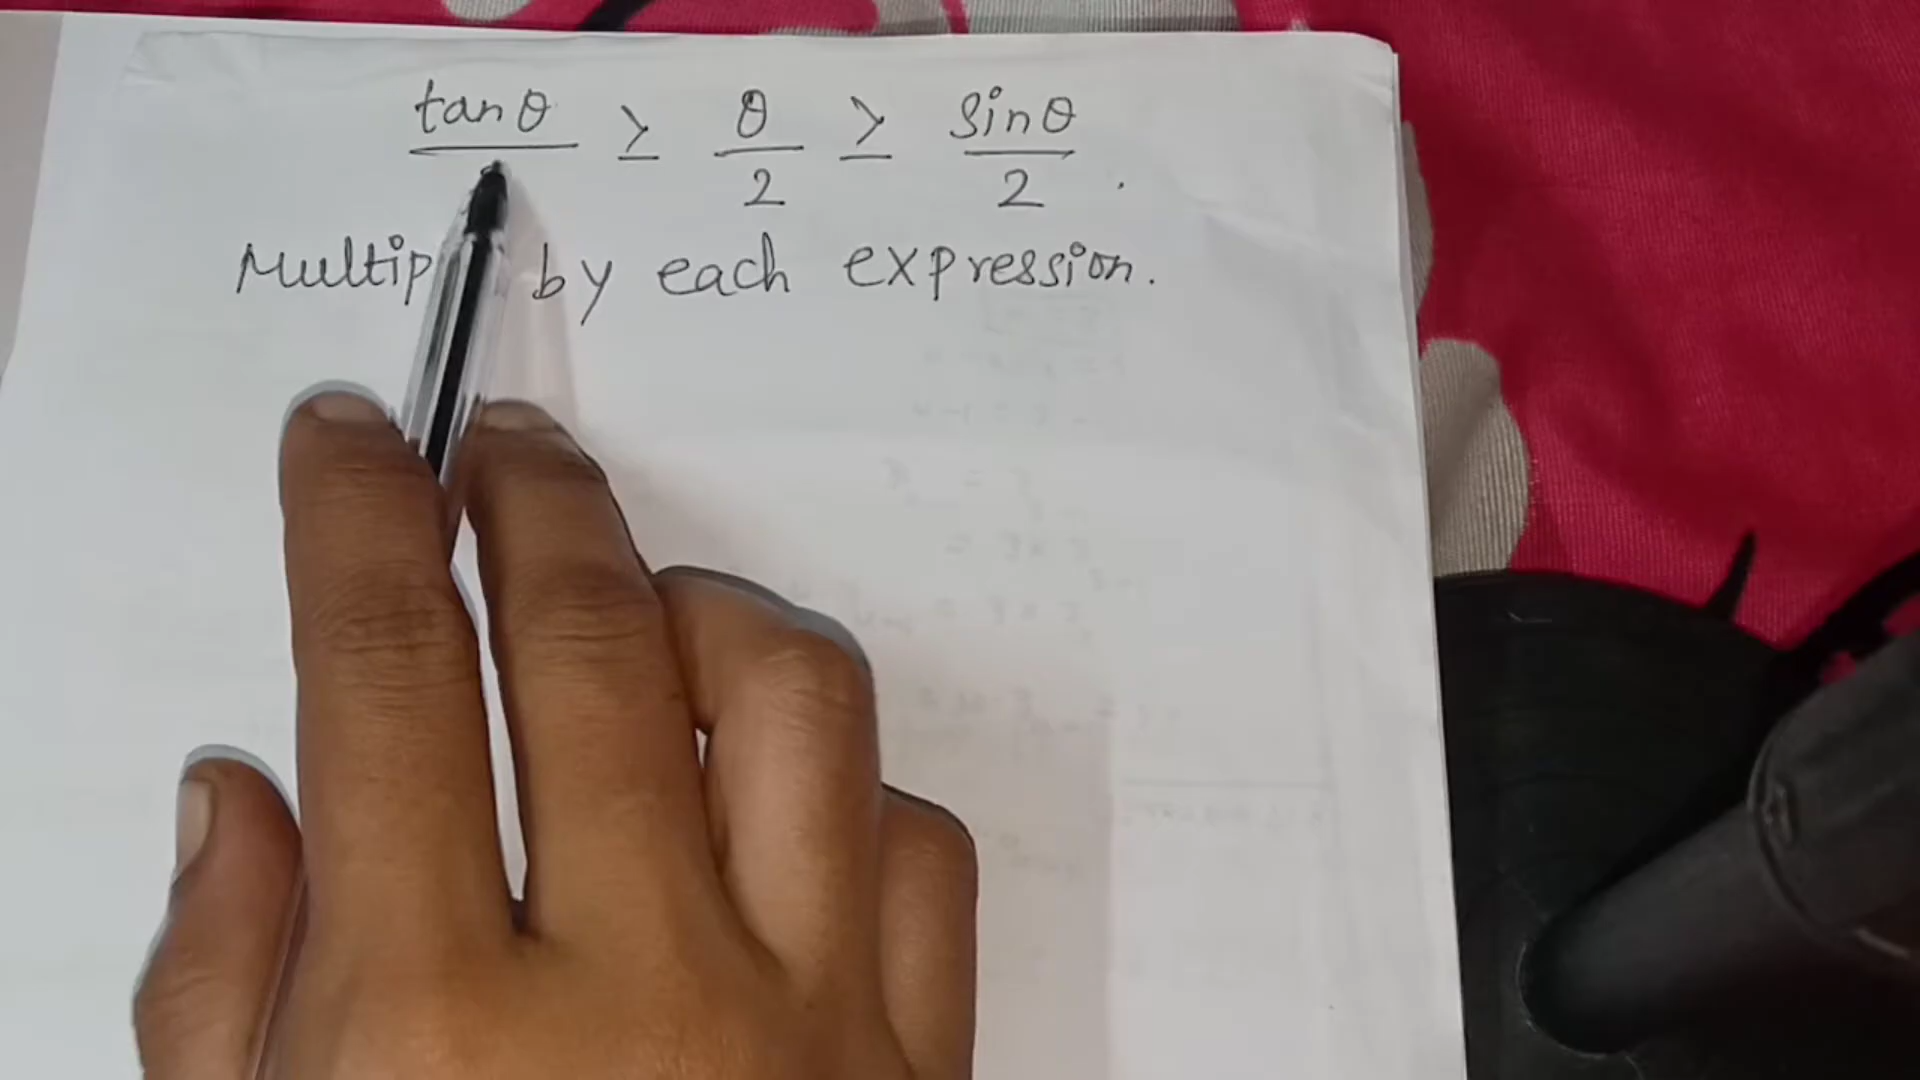 tanθ/ ≥ θ/2 ≥ sinθ/2 .
Multip by each expression.